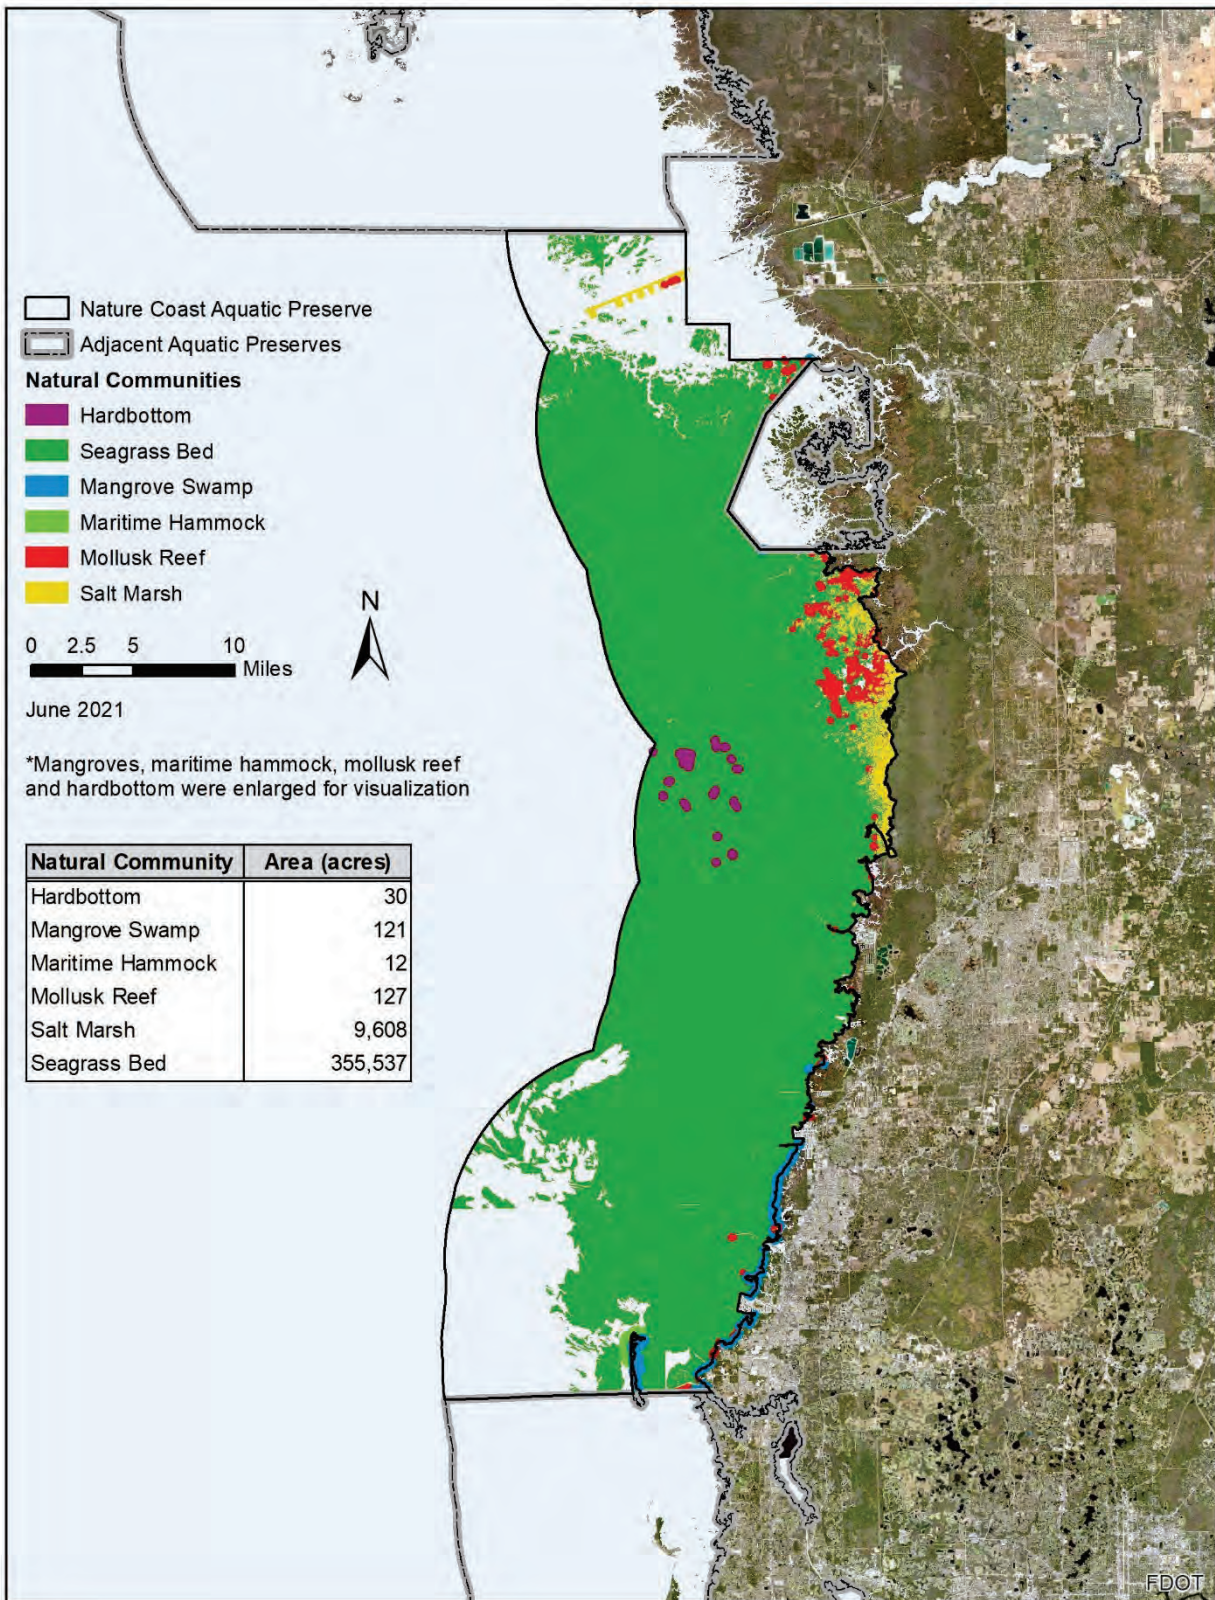 Nature Coast Aquatic Preserve
Adjacent Aquatic Preserves
Natural Communities
Hardbottom
Seagrass Bed
Mangrove Swamp
Maritime Hammock
Mollusk Reef
Salt Marsh
N
0 2.5 5 10
Miles
June 2021
*Mangroves, maritime hammock, mollusk reef
and hardbottom were enlarged for visualization
Natural Community Area (acres)
Hardbottom 30
Mangrove Swamp 121
Maritime Hammock 12
Mollusk Reef 127
Salt Marsh 9,608
Seagrass Bed 355,537
FDOT